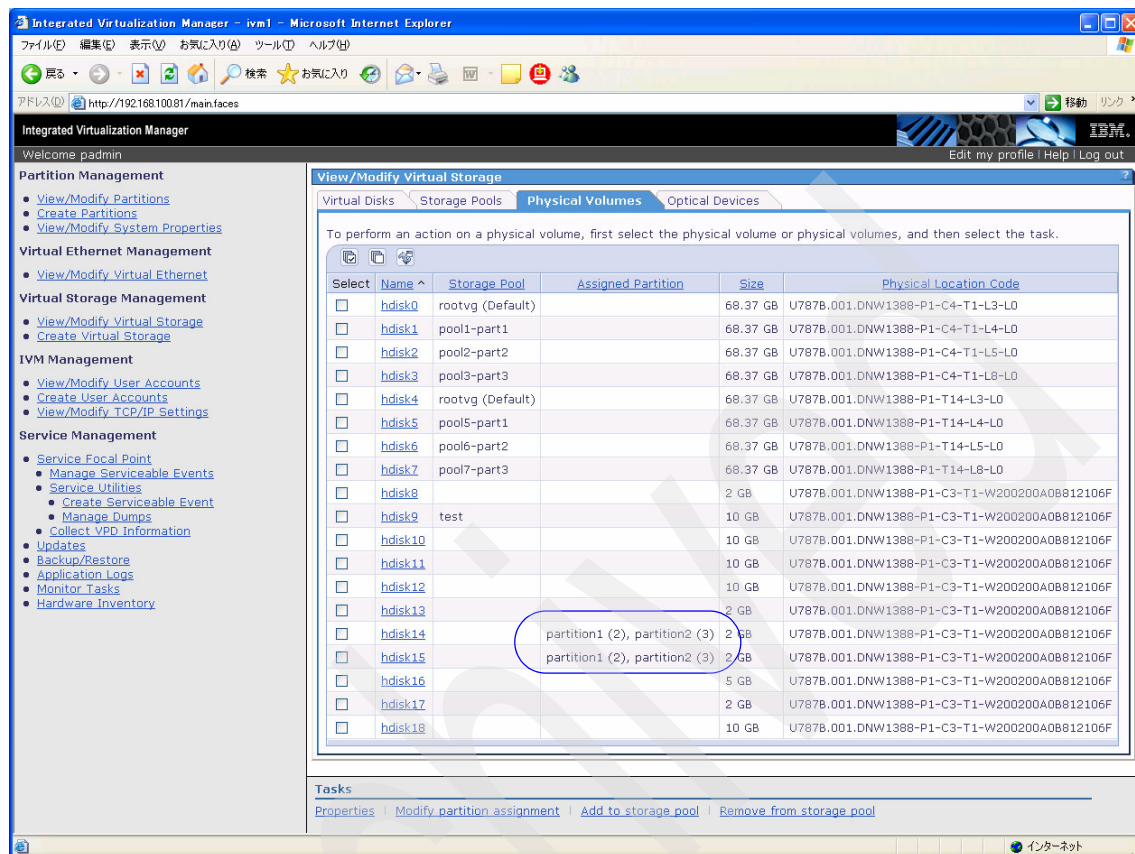 Integrated Virtualization Manager - ivm1 - Microsoft Internet Explorer
ファイル(F) 編集(E) 表示(V) お気に入り(A) ツール(T) ヘルプ(H)
戻る 検索 お気に入り
アドレス(D) http://192.168.100.81/main.faces 移動 リンク
Integrated Virtualization Manager IBM.
Welcome padmin Edit my profile | Help | Log out
Partition Management
View/Modify Partitions
Create Partitions
View/Modify System Properties
Virtual Ethernet Management
View/Modify Virtual Ethernet
Virtual Storage Management
View/Modify Virtual Storage
Create Virtual Storage
IVM Management
View/Modify User Accounts
Create User Accounts
View/Modify TCP/IP Settings
Service Management
Service Focal Point
Manage Serviceable Events
Service Utilities
Create Serviceable Event
Manage Dumps
Collect VPD Information
Updates
Backup/Restore
Application Logs
Monitor Tasks
Hardware Inventory
View/Modify Virtual Storage ?
Virtual Disks Storage Pools Physical Volumes Optical Devices
To perform an action on a physical volume, first select the physical volume or physical volumes, and then select the task.
Select Name ^ Storage Pool Assigned Partition Size Physical Location Code
hdisk0 rootvg (Default) 68.37 GB U787B.001.DNW1388-P1-C4-T1-L3-L0
hdisk1 pool1-part1 68.37 GB U787B.001.DNW1388-P1-C4-T1-L4-L0
hdisk2 pool2-part2 68.37 GB U787B.001.DNW1388-P1-C4-T1-L5-L0
hdisk3 pool3-part3 68.37 GB U787B.001.DNW1388-P1-C4-T1-L8-L0
hdisk4 rootvg (Default) 68.37 GB U787B.001.DNW1388-P1-T14-L3-L0
hdisk5 pool5-part1 68.37 GB U787B.001.DNW1388-P1-T14-L4-L0
hdisk6 pool6-part2 68.37 GB U787B.001.DNW1388-P1-T14-L5-L0
hdisk7 pool7-part3 68.37 GB U787B.001.DNW1388-P1-T14-L8-L0
hdisk8 2 GB U787B.001.DNW1388-P1-C3-T1-W200200A0B812106F
hdisk9 test 10 GB U787B.001.DNW1388-P1-C3-T1-W200200A0B812106F
hdisk10 10 GB U787B.001.DNW1388-P1-C3-T1-W200200A0B812106F
hdisk11 10 GB U787B.001.DNW1388-P1-C3-T1-W200200A0B812106F
hdisk12 10 GB U787B.001.DNW1388-P1-C3-T1-W200200A0B812106F
hdisk13 2 GB U787B.001.DNW1388-P1-C3-T1-W200200A0B812106F
hdisk14 partition1 (2), partition2 (3) 2 GB U787B.001.DNW1388-P1-C3-T1-W200200A0B812106F
hdisk15 partition1 (2), partition2 (3) 2 GB U787B.001.DNW1388-P1-C3-T1-W200200A0B812106F
hdisk16 5 GB U787B.001.DNW1388-P1-C3-T1-W200200A0B812106F
hdisk17 2 GB U787B.001.DNW1388-P1-C3-T1-W200200A0B812106F
hdisk18 10 GB U787B.001.DNW1388-P1-C3-T1-W200200A0B812106F
Tasks
Properties | Modify partition assignment | Add to storage pool | Remove from storage pool
インターネット